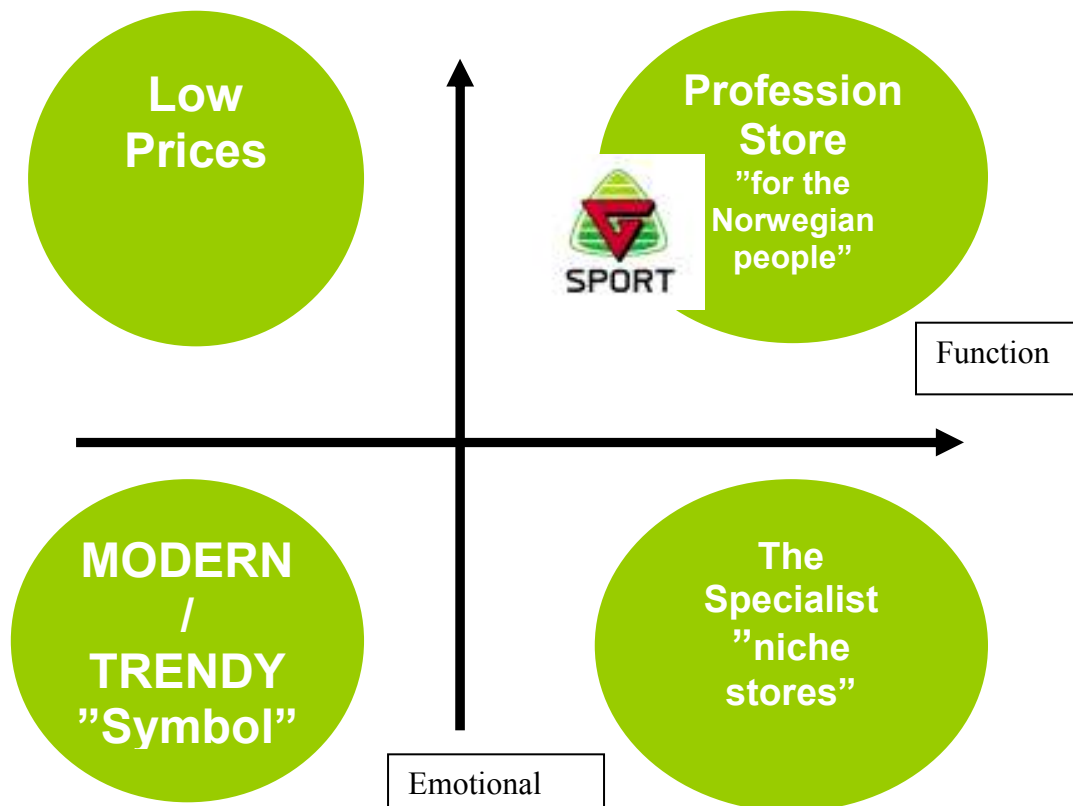 Low
Prices
Profession
Store
”for the
Norwegian
people”
SPORT
Function
MODERN
/
TRENDY
”Symbol”
The
Specialist
”niche
stores”
Emotional